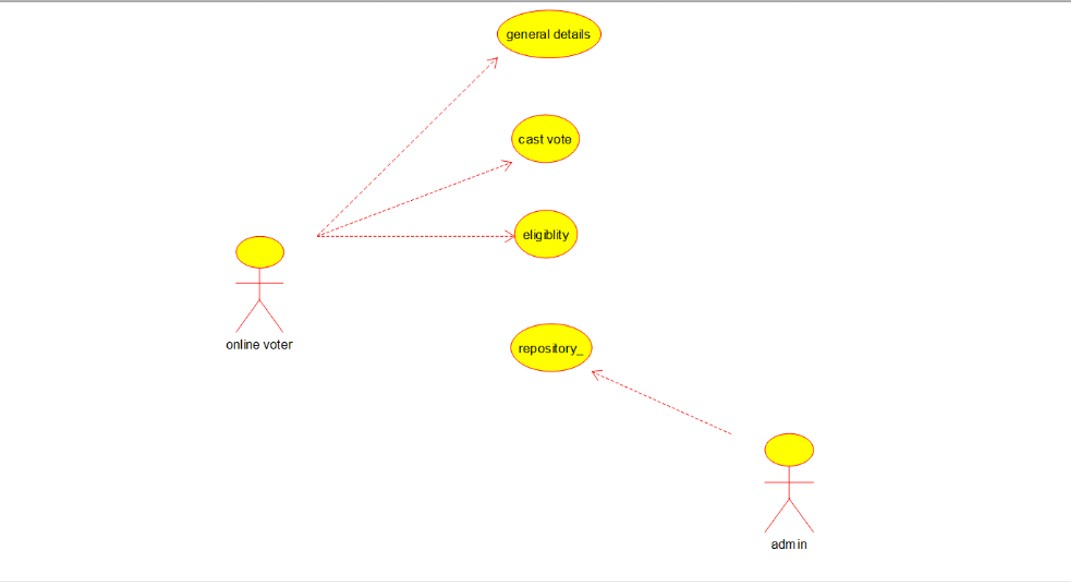 general details
cast vote
eligiblity
online voter
repository_
admin